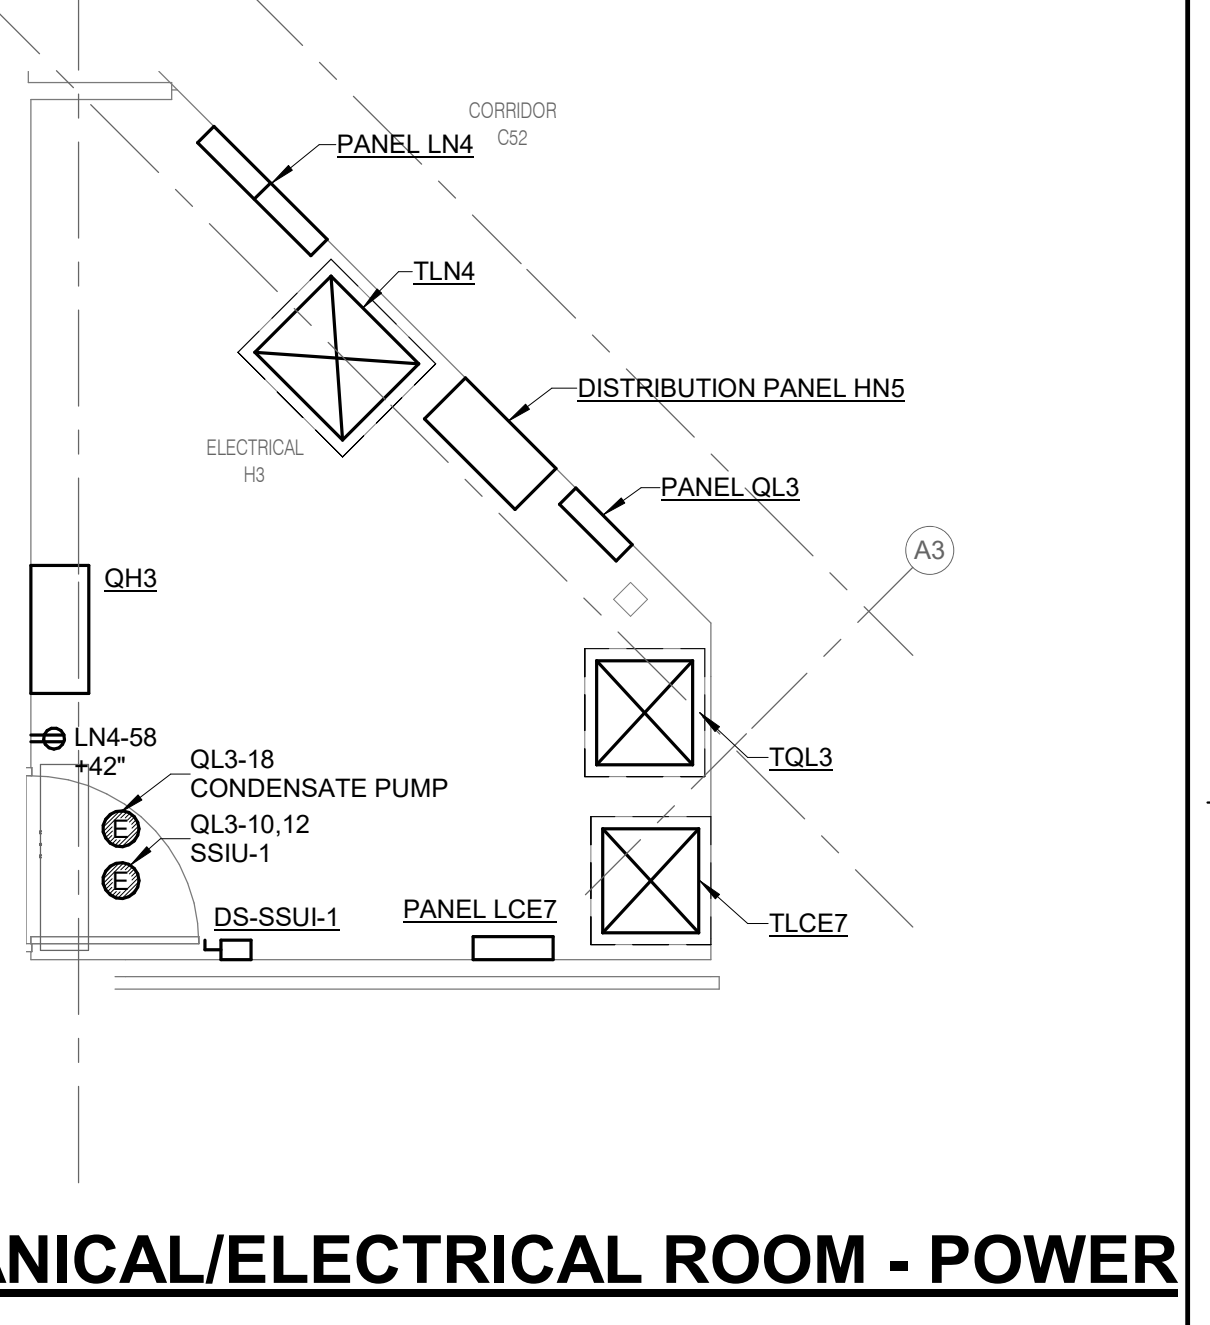 CORRIDOR
C52
PANEL LN4
TLN4
DISTRIBUTION PANEL HN5
ELECTRICAL
H3
PANEL QL3
A3
QH3
LN4-58
+42"
QL3-18
CONDENSATE PUMP
TQL3
QL3-10,12
SSIU-1
E
E
DS-SSUI-1
PANEL LCE7
TLCE7
ANICAL/ELECTRICAL ROOM - POWER